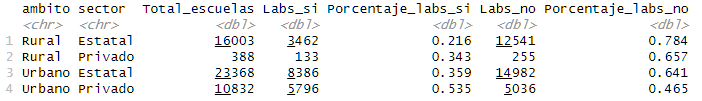 ambito sector Total_escuelas Labs_si Porcentaje_labs_si Labs_no Porcentaje_labs_no
<chr> <chr> <dbl> <dbl> <dbl> <dbl> <dbl>
1 Rural Estatal 16003 3462 0.216 12541 0.784
2 Rural Privado 388 133 0.343 255 0.657
3 Urbano Estatal 23368 8386 0.359 14982 0.641
4 Urbano Privado 10832 5796 0.535 5036 0.465